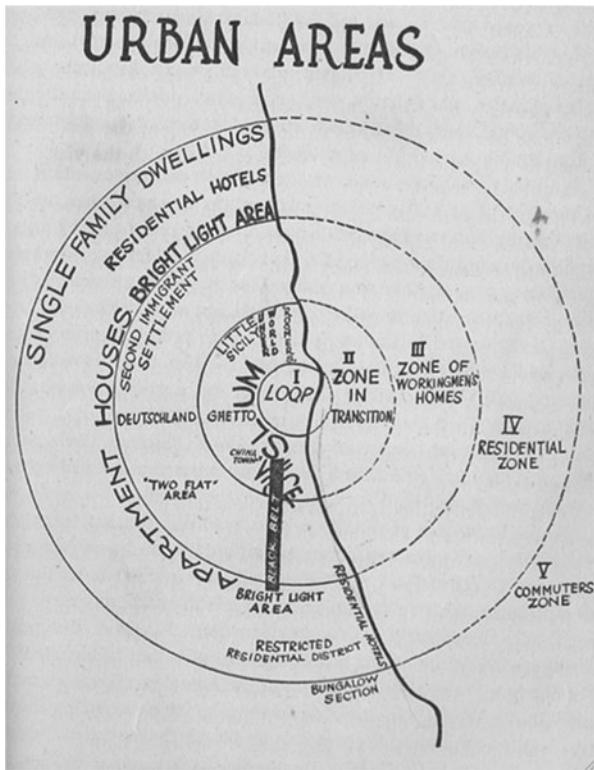 URBAN AREAS
SINGLE FAMILY DWELLINGS
RESIDENTIAL HOTELS
BRIGHT LIGHT AREA
SECOND IMMIGRANT
SETTLEMENT
APARTMENT HOUSES
LITTLE
SICILY
UNDER
WORLD
I
LOOP
II
ZONE
IN
TRANSITION
III
ZONE OF
WORKINGMEN'S
HOMES
IV
RESIDENTIAL
ZONE
V
COMMUTERS
ZONE
DEUTSCHLAND
GHETTO
SLUM
CHINA
TOWN
VICE
"TWO FLAT"
AREA
BLACK BELT
BRIGHT LIGHT
AREA
RESIDENTIAL HOTELS
RESTRICTED
RESIDENTIAL DISTRICT
BUNGALOW
SECTION